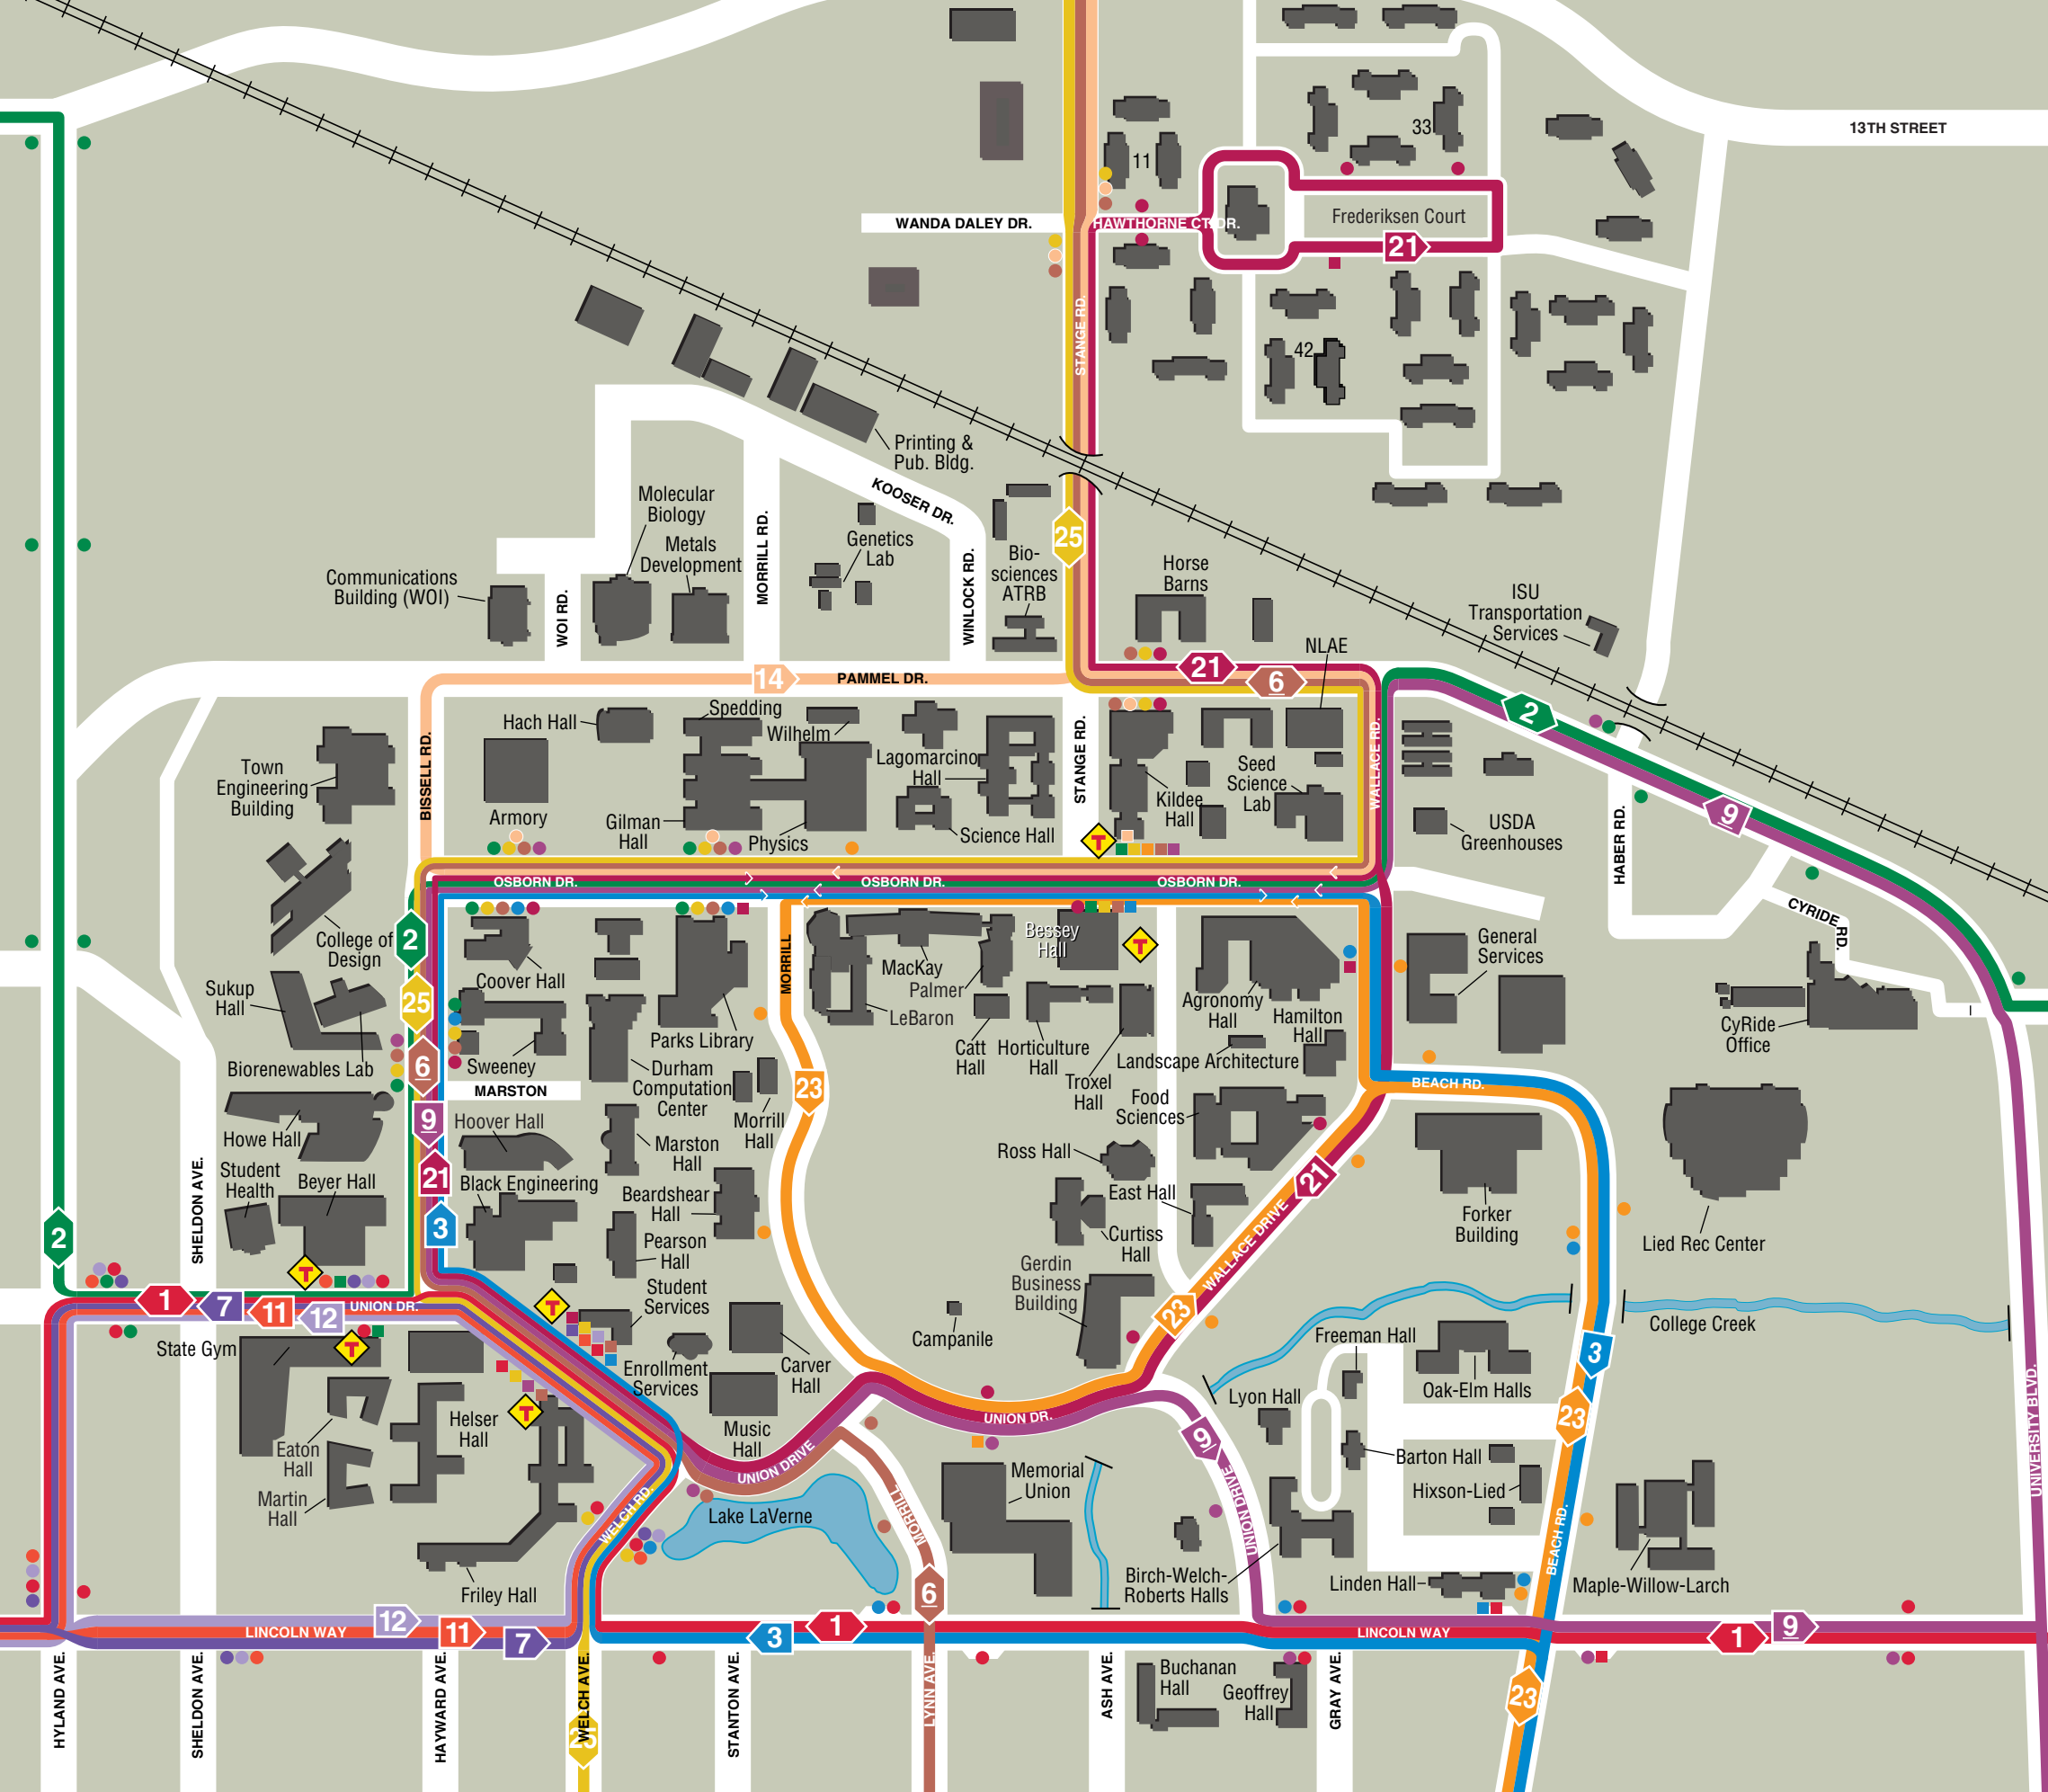 13TH STREET
33
11
Frederiksen Court
WANDA DALEY DR.
HAWTHORNE CT. DR.
21
STANGE RD.
42
Printing &
Pub. Bldg.
KOOSER DR.
Molecular
Biology
Metals
Development
MORRILL RD.
Genetics
Lab
WINLOCK RD.
Bio-
sciences
ATRB
25
Horse
Barns
Communications
Building (WOI)
WOI RD.
ISU
Transportation
Services
NLAE
14
PAMMEL DR.
21
6
2
Hach Hall
Spedding
Wilhelm
Lagomarcino
Hall
STANGE RD.
WALLACE RD.
Town
Engineering
Building
BISSELL RD.
Armory
Gilman
Hall
Physics
Science Hall
T
Kildee
Hall
Seed
Science
Lab
USDA
Greenhouses
HABER RD.
9
OSBORN DR.
OSBORN DR.
OSBORN DR.
CYRIDE
RD.
College of
Design
2
Coover Hall
MORRILL
MacKay
Palmer
Bessey
Hall
T
General
Services
Sukup
Hall
25
Parks Library
LeBaron
Agronomy
Hall
Hamilton
Hall
CyRide
Office
Biorenewables Lab
6
Sweeney
Durham
Computation
Center
Catt
Hall
Horticulture
Hall
Troxel
Hall
Landscape Architecture
MARSTON
23
BEACH RD.
Howe Hall
9
Hoover Hall
Morrill
Hall
Marston
Hall
Food
Sciences
Ross Hall
Student
Health
Beyer Hall
SHELDON AVE.
21
Black Engineering
Beardshear
Hall
East Hall
21
Curtiss
Hall
Forker
Building
Lied Rec Center
2
3
Pearson
Hall
WALLACE DRIVE
T
Student
Services
Gerdin
Business
Building
23
1
7
11
12
UNION DR.
T
Campanile
Freeman Hall
College Creek
State Gym
T
Enrollment
Services
Carver
Hall
3
Lyon Hall
Oak-Elm Halls
Eaton
Hall
Helser
Hall
T
Music
Hall
UNION DR.
9
23
Barton Hall
Martin
Hall
UNION DRIVE
Memorial
Union
UNION DRIVE
Hixson-Lied
UNIVERSITY BLVD.
WELCH RD.
Lake LaVerne
MORRILL
BEACH RD.
Friley Hall
6
Birch-Welch-
Roberts Halls
Linden Hall
Maple-Willow-Larch
LINCOLN WAY
12
11
7
3
1
LINCOLN WAY
1
9
HYLAND AVE.
SHELDON AVE.
HAYWARD AVE.
WELCH AVE.
STANTON AVE.
LYNN AVE.
ASH AVE.
Buchanan
Hall
Geoffrey
Hall
GRAY AVE.
23